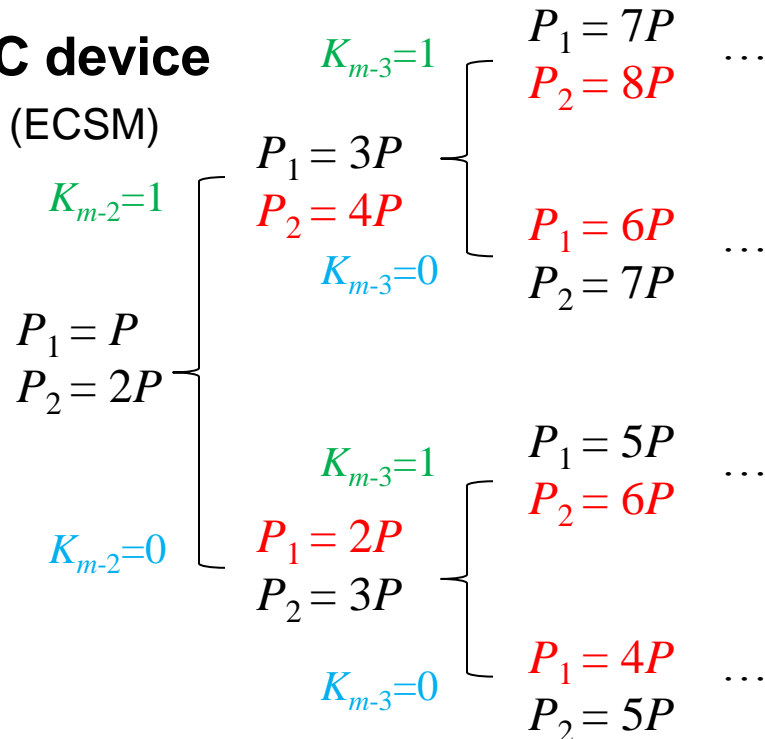 C device
(ECSM)
K_{m-3}=1
P_1 = 7P …
P_2 = 8P
K_{m-2}=1
P_1 = 3P
P_2 = 4P
K_{m-3}=0
P_1 = 6P …
P_2 = 7P
P_1 = P
P_2 = 2P
K_{m-3}=1
P_1 = 5P …
P_2 = 6P
K_{m-2}=0
P_1 = 2P
P_2 = 3P
K_{m-3}=0
P_1 = 4P …
P_2 = 5P